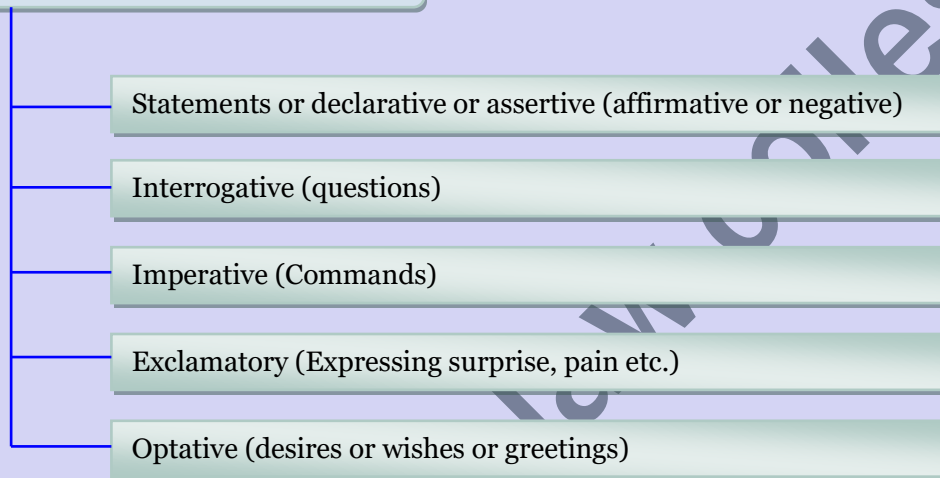 Statements or declarative or assertive (affirmative or negative)
Interrogative (questions)
Imperative (Commands)
Exclamatory (Expressing surprise, pain etc.)
Optative (desires or wishes or greetings)